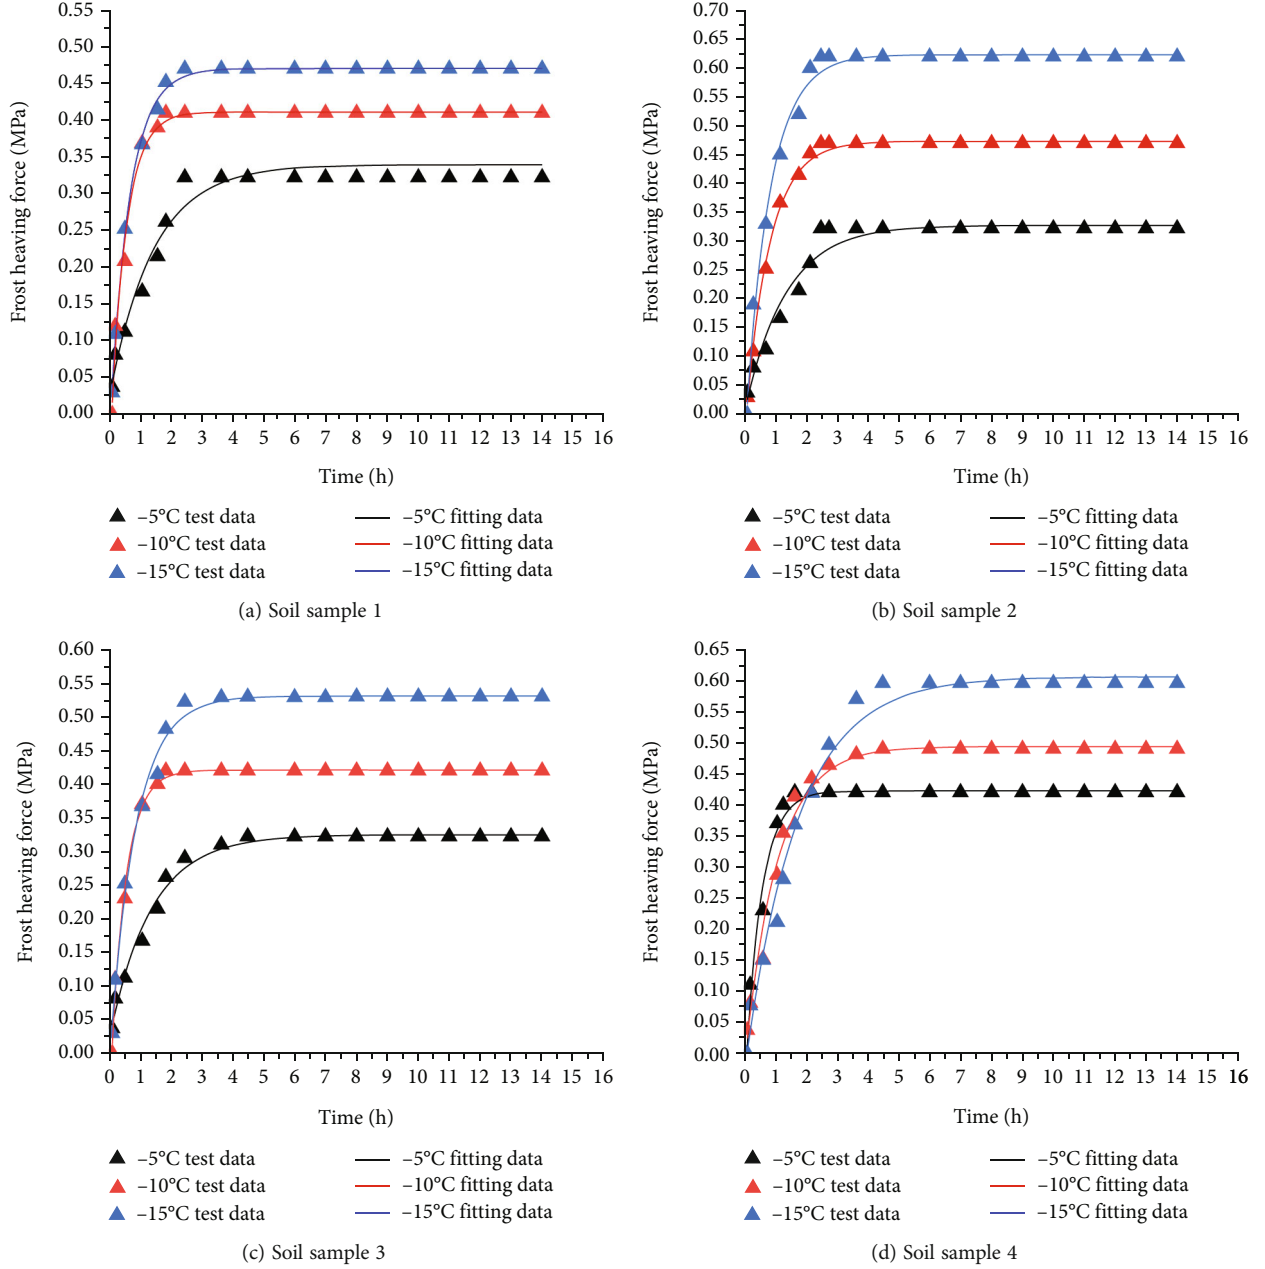 0.55
0.50
0.45
0.40
0.35
0.30
0.25
0.20
0.15
0.10
0.05
0.00
Frost heaving force (MPa)
0 1 2 3 4 5 6 7 8 9 10 11 12 13 14 15 16
Time (h)
–5°C test data –5°C fitting data
–10°C test data –10°C fitting data
–15°C test data –15°C fitting data
(a) Soil sample 1
0.70
0.65
0.60
0.55
0.50
0.45
0.40
0.35
0.30
0.25
0.20
0.15
0.10
0.05
0.00
Frost heaving force (MPa)
0 1 2 3 4 5 6 7 8 9 10 11 12 13 14 15 16
Time (h)
–5°C test data –5°C fitting data
–10°C test data –10°C fitting data
–15°C test data –15°C fitting data
(b) Soil sample 2
0.60
0.55
0.50
0.45
0.40
0.35
0.30
0.25
0.20
0.15
0.10
0.05
0.00
Frost heaving force (MPa)
0 1 2 3 4 5 6 7 8 9 10 11 12 13 14 15 16
Time (h)
–5°C test data –5°C fitting data
–10°C test data –10°C fitting data
–15°C test data –15°C fitting data
(c) Soil sample 3
0.65
0.60
0.55
0.50
0.45
0.40
0.35
0.30
0.25
0.20
0.15
0.10
0.05
0.00
Frost heaving force (MPa)
0 1 2 3 4 5 6 7 8 9 10 11 12 13 14 15 16
Time (h)
–5°C test data –5°C fitting data
–10°C test data –10°C fitting data
–15°C test data –15°C fitting data
(d) Soil sample 4